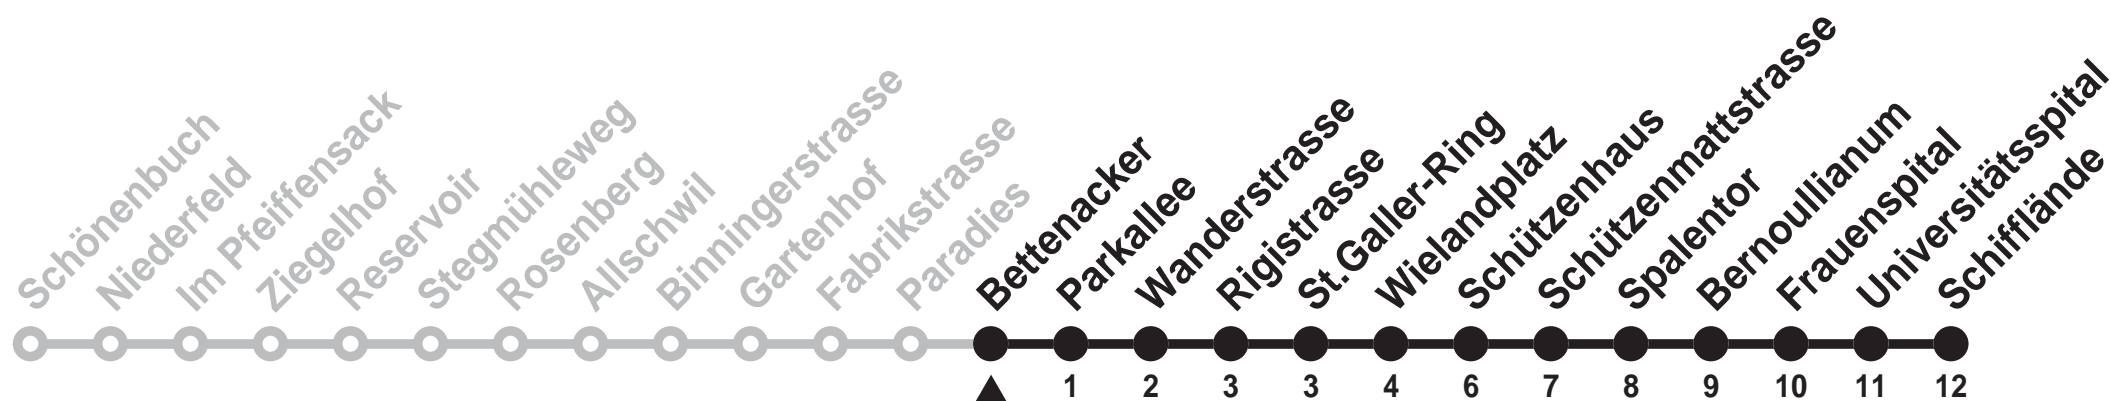 Schönenbuch
Niederfeld
Im Pfeiffensack
Ziegelhof
Reservoir
Stegmühleweg
Rosenberg
Allschwil
Binningerstrasse
Gartenhof
Fabrikstrasse
Paradies
Bettenacker
Parkallee
Wanderstrasse
Rigistrasse
St.Galler-Ring
Wielandplatz
Schützenhaus
Schützenmattstrasse
Spalentor
Bernoullianum
Frauenspital
Universitätsspital
Schifflände
1 2 3 3 4 6 7 8 9 10 11 12